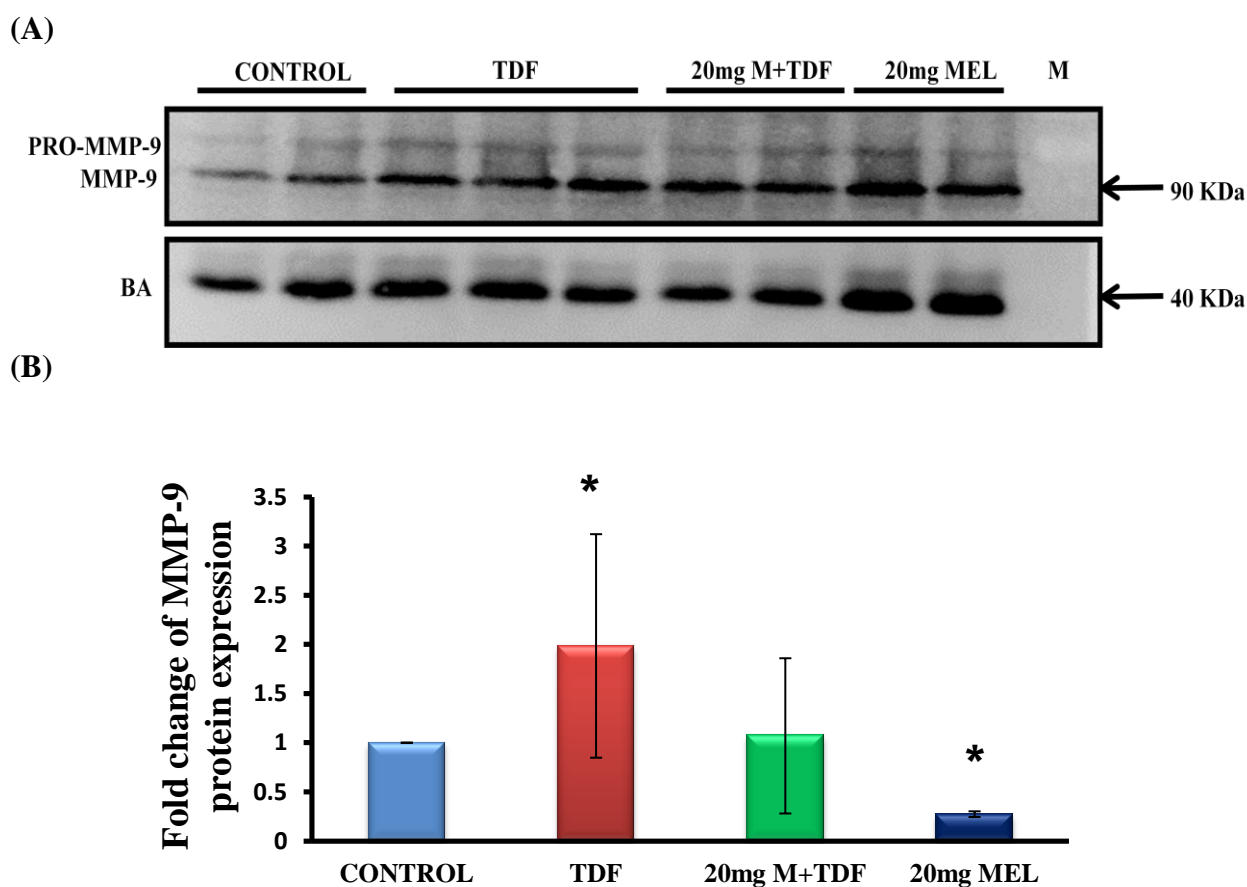 (A)
CONTROL TDF 20mg M+TDF 20mg MEL M
PRO-MMP-9
MMP-9
90 KDa
BA
40 KDa
(B)
Fold change of MMP-9
protein expression
3.5
3
2.5
2
1.5
1
0.5
0
*
*
CONTROL TDF 20mg M+TDF 20mg MEL